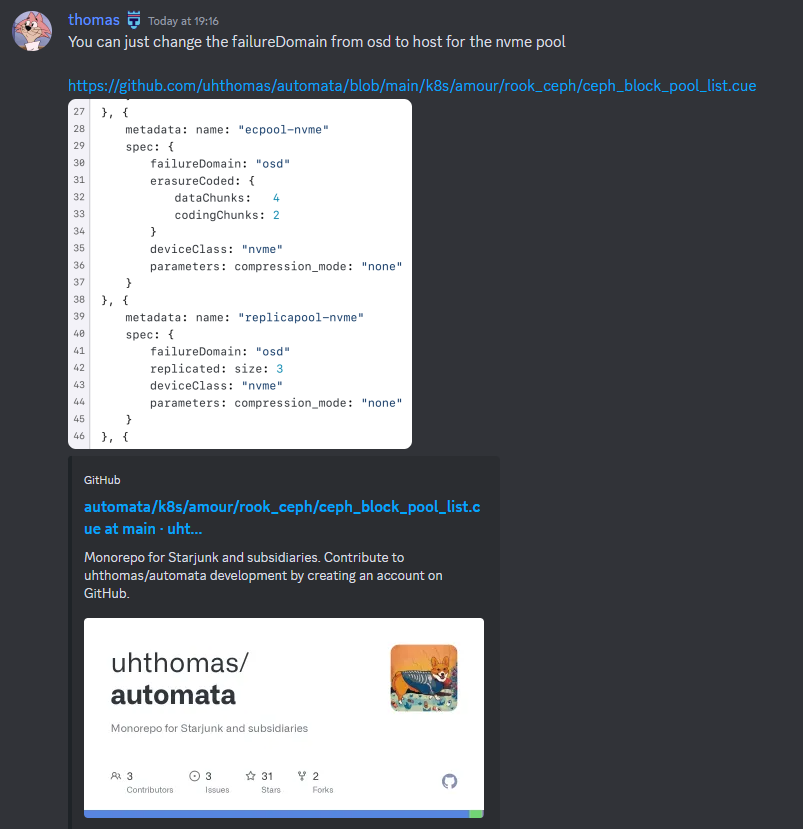 thomas Today at 19:16
You can just change the failureDomain from osd to host for the nvme pool
https://github.com/uhthomas/automata/blob/main/k8s/amour/rook_ceph/ceph_block_pool_list.cue
27 }, {
28 metadata: name: "ecpool-nvme"
29 spec: {
30 failureDomain: "osd"
31 erasureCoded: {
32 dataChunks: 4
33 codingChunks: 2
34 }
35 deviceClass: "nvme"
36 parameters: compression_mode: "none"
37 }
38 }, {
39 metadata: name: "replicapool-nvme"
40 spec: {
41 failureDomain: "osd"
42 replicated: size: 3
43 deviceClass: "nvme"
44 parameters: compression_mode: "none"
45 }
46 }, {
GitHub
automata/k8s/amour/rook_ceph/ceph_block_pool_list.c
ue at main · uht...
Monorepo for Starjunk and subsidiaries. Contribute to
uhthomas/automata development by creating an account on
GitHub.
uhthomas/
automata
Monorepo for Starjunk and subsidiaries
3 3 31 2
Contributors Issues Stars Forks